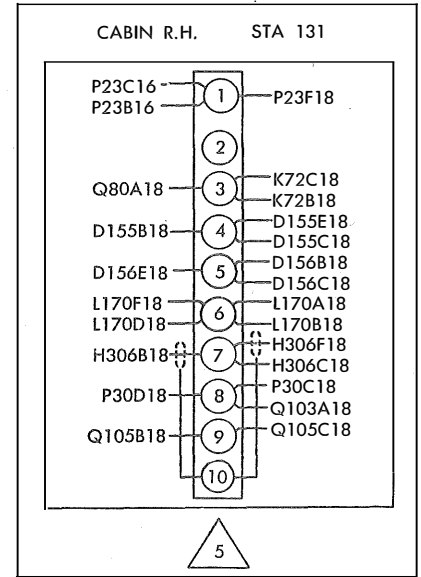 CABIN R.H. STA 131
P23C16 1 P23F18
P23B16
2
Q80A18 3 K72C18
K72B18
D155B18 4 D155E18
D155C18
D156E18 5 D156B18
D156C18
L170F18 6 L170A18
L170D18 L170B18
H306B18 7 H306F18
H306C18
P30D18 8 P30C18
Q103A18
Q105B18 9 Q105C18
10
5